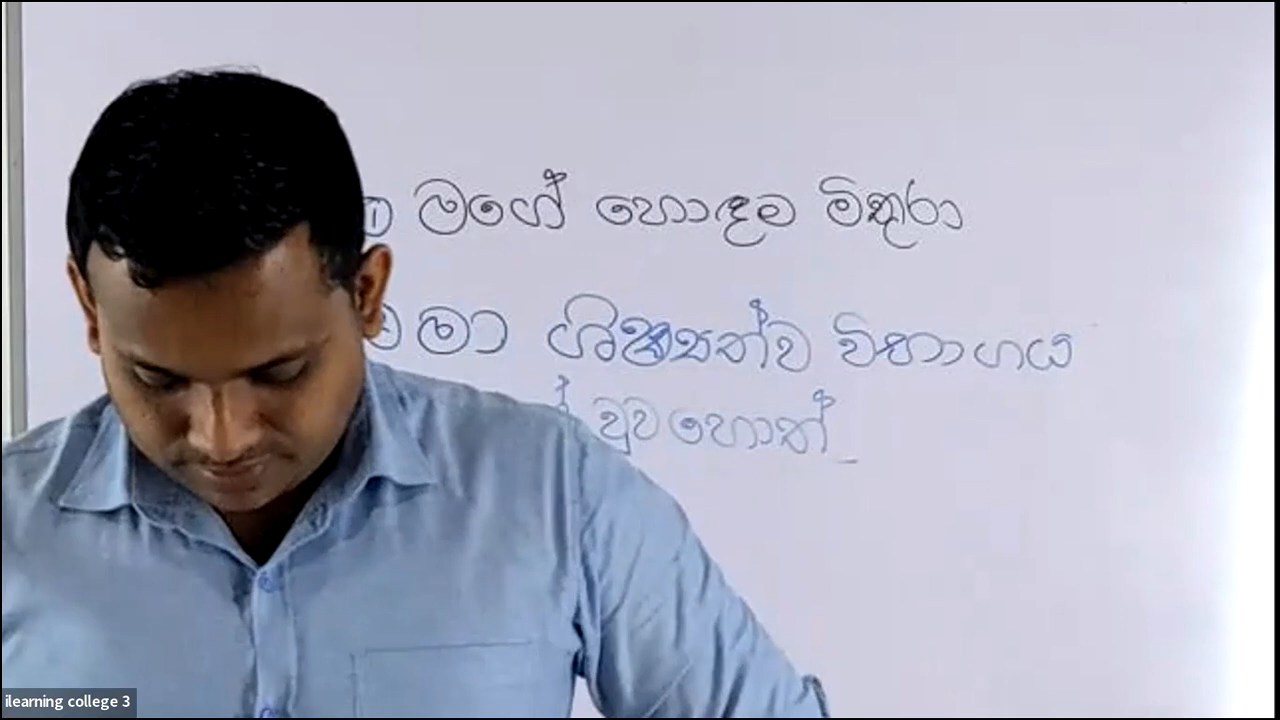 මගේ හොඳම මිතුරා
මා ශිෂ්‍යත්ව විභාගය
වුවහොත්
ilearning college 3